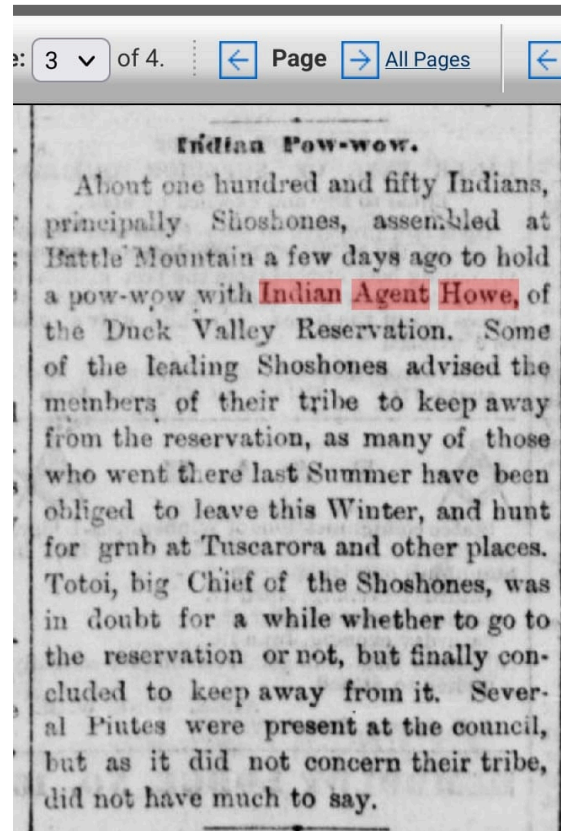 e: 3 of 4. Page All Pages
Indian Pow-wow.
About one hundred and fifty Indians,
principally Shoshones, assembled at
Battle Mountain a few days ago to hold
a pow-wow with Indian Agent Howe, of
the Duck Valley Reservation. Some
of the leading Shoshones advised the
members of their tribe to keep away
from the reservation, as many of those
who went there last Summer have been
obliged to leave this Winter, and hunt
for grub at Tuscarora and other places.
Totoi, big Chief of the Shoshones, was
in doubt for a while whether to go to
the reservation or not, but finally con-
cluded to keep away from it. Sever-
al Piutes were present at the council,
but as it did not concern their tribe,
did not have much to say.